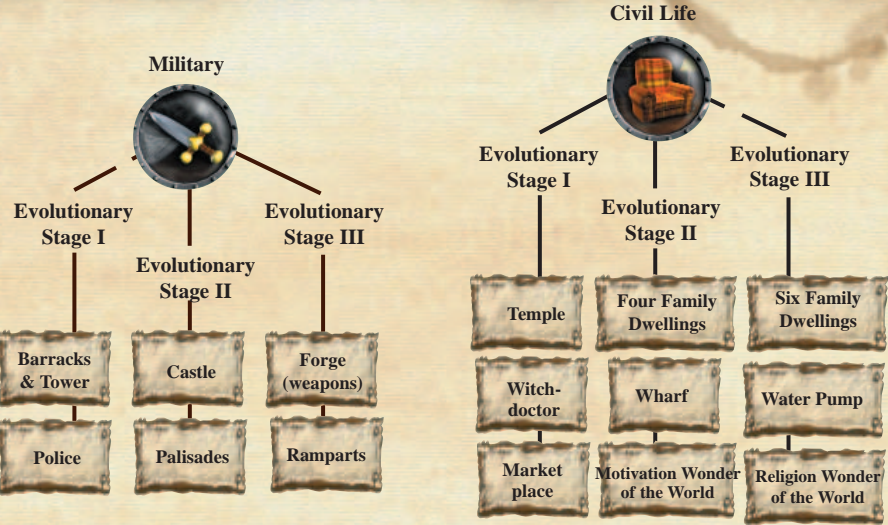 Military
Evolutionary
Stage I
Evolutionary
Stage II
Evolutionary
Stage III
Barracks
& Tower
Castle
Forge
(weapons)
Police
Palisades
Ramparts
Civil Life
Evolutionary
Stage I
Evolutionary
Stage II
Evolutionary
Stage III
Temple
Four Family
Dwellings
Six Family
Dwellings
Witch-
doctor
Wharf
Water Pump
Market
place
Motivation Wonder
of the World
Religion Wonder
of the World